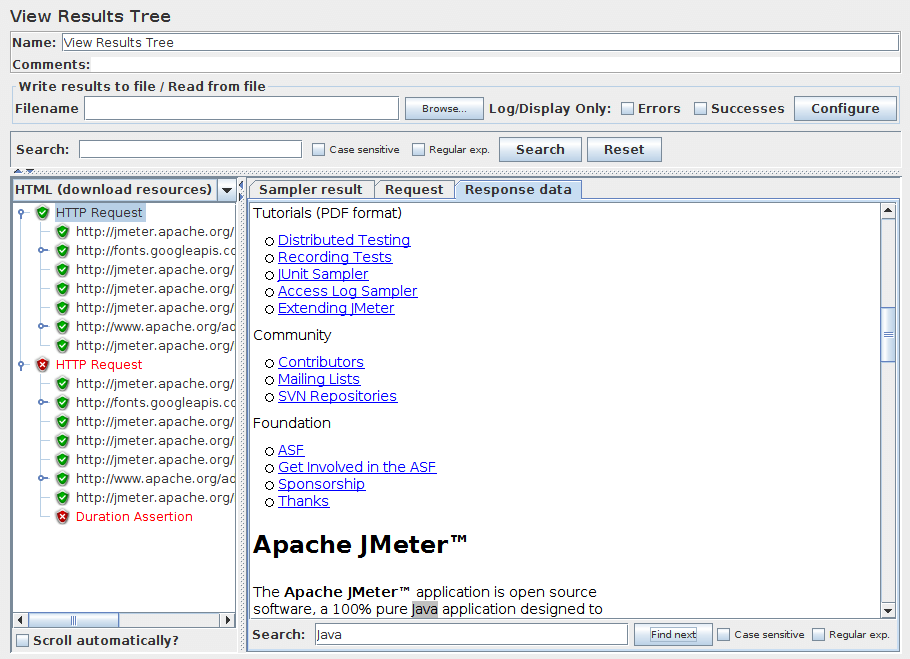 View Results Tree
Name: View Results Tree
Comments:
Write results to file / Read from file
Filename Browse... Log/Display Only: Errors Successes Configure
Search: Case sensitive Regular exp. Search Reset
HTML (download resources)
HTTP Request
http://jmeter.apache.org/
http://fonts.googleapis.co
http://jmeter.apache.org/
http://jmeter.apache.org/
http://jmeter.apache.org/
http://www.apache.org/ad
http://jmeter.apache.org/
HTTP Request
http://jmeter.apache.org/
http://fonts.googleapis.co
http://jmeter.apache.org/
http://jmeter.apache.org/
http://jmeter.apache.org/
http://www.apache.org/ad
http://jmeter.apache.org/
Duration Assertion
Scroll automatically?
Sampler result Request Response data
Tutorials (PDF format)
Distributed Testing
Recording Tests
JUnit Sampler
Access Log Sampler
Extending JMeter
Community
Contributors
Mailing Lists
SVN Repositories
Foundation
ASF
Get Involved in the ASF
Sponsorship
Thanks
Apache JMeter™
The Apache JMeter™ application is open source
software, a 100% pure Java application designed to
Search: Java Find next Case sensitive Regular exp.